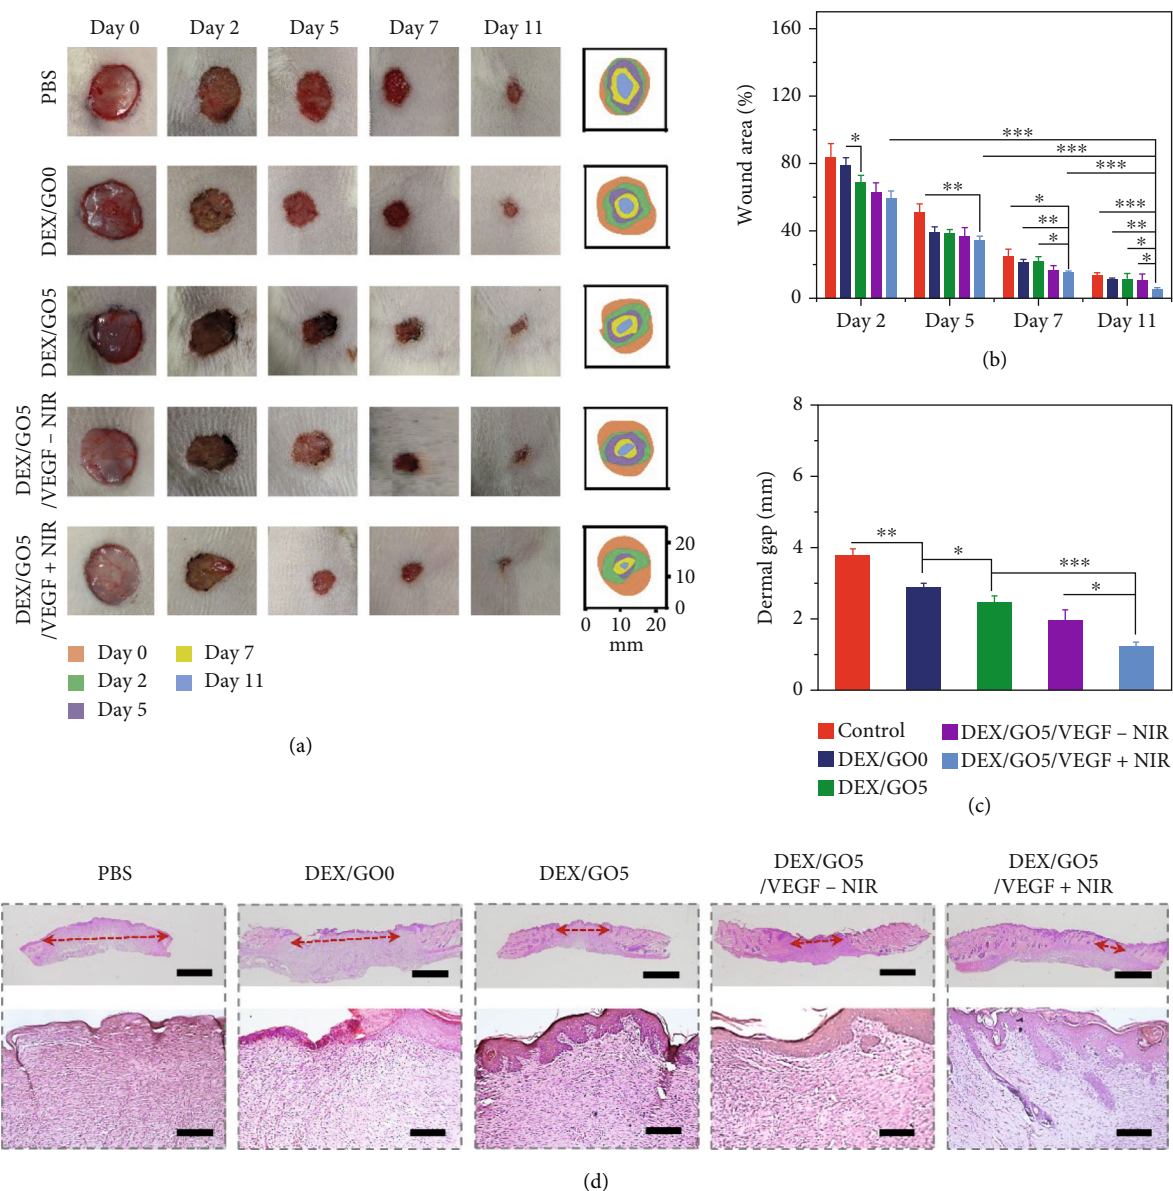 Day 0 Day 2 Day 5 Day 7 Day 11
PBS
DEX/GO0
DEX/GO5
DEX/GO5
/VEGF – NIR
DEX/GO5
/VEGF + NIR
20
10
0
0 10 20
mm
Day 0 Day 7
Day 2 Day 11
Day 5
(a)
Wound area (%)
160
120
80
40
0
*
**
*
**
*
***
***
***
***
**
*
*
Day 2 Day 5 Day 7 Day 11
(b)
Dermal gap (mm)
8
6
4
2
0
**
*
***
*
Control DEX/GO5/VEGF – NIR
DEX/GO0 DEX/GO5/VEGF + NIR
DEX/GO5
(c)
PBS
DEX/GO0
DEX/GO5
DEX/GO5
/VEGF – NIR
DEX/GO5
/VEGF + NIR
(d)